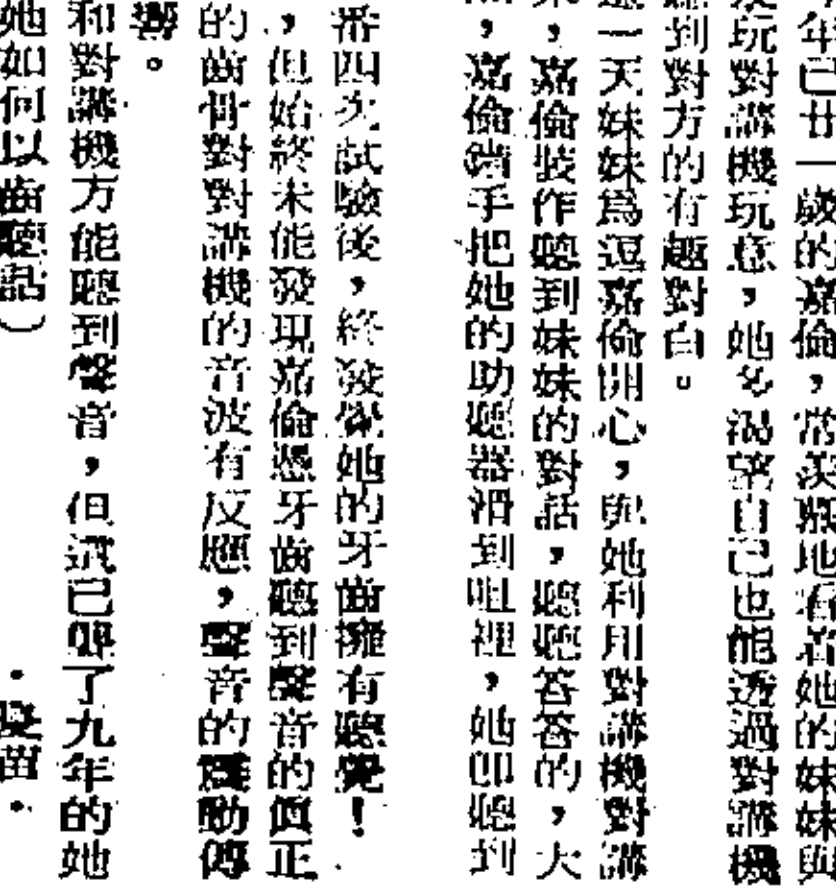 年已廿一歲的嘉倫,常羨慕地看着她的妹妹與
玩對講機玩意,她多渴望自己也能透過對講機
聽到對方的有趣對白。
這一天妹妹爲逗嘉倫開心,與她利用對講機對講
,嘉倫裝作聽到妹妹的對話,聽聽答答的,大
,嘉倫隨手把她的助聽器滑到咀裡,她即聽到
番四次試驗後,終發覺她的牙齒擁有聽覺!
,但始終未能發現嘉倫憑牙齒聽到聲音的眞正
的齒骨對對講機的音波有反應,聲音的震動傳
響。
和對講機方能聽到聲音,但這已聾了九年的她
她如何以齒聽話)